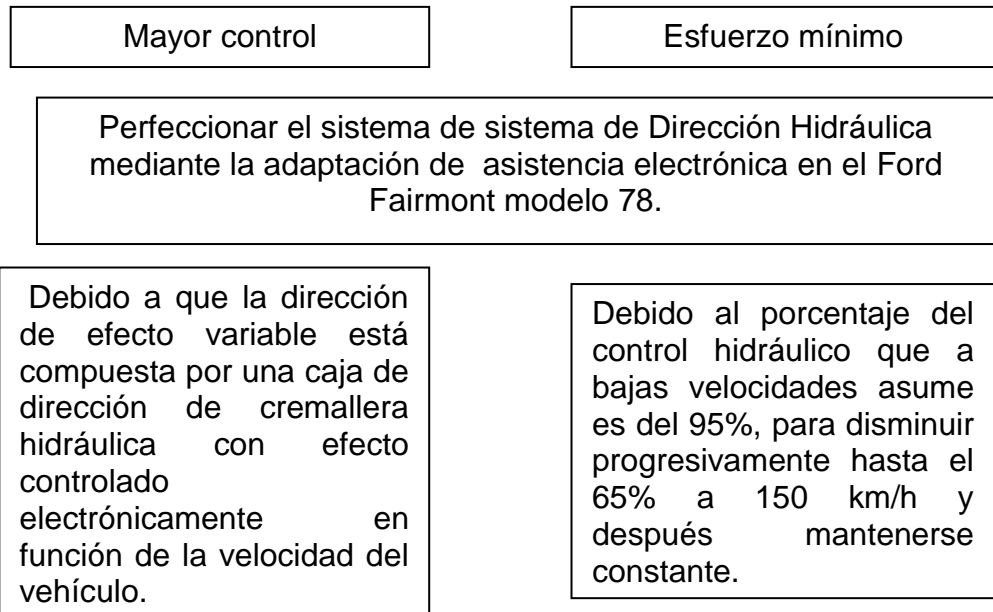 Mayor control
Esfuerzo mínimo
Perfeccionar el sistema de sistema de Dirección Hidráulica
mediante la adaptación de asistencia electrónica en el Ford
Fairmont modelo 78.
Debido a que la dirección
de efecto variable está
compuesta por una caja de
dirección de cremallera
hidráulica con efecto
controlado
electrónicamente en
función de la velocidad del
vehículo.
Debido al porcentaje del
control hidráulico que a
bajas velocidades asume
es del 95%, para disminuir
progresivamente hasta el
65% a 150 km/h y
después mantenerse
constante.